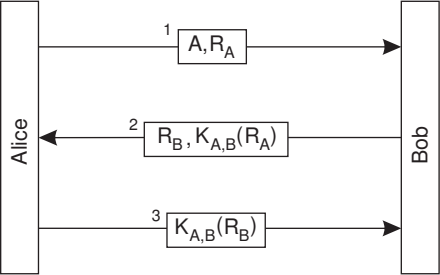 1
A,R_A
Alice
Bob
2
R_B,K_A,B(R_A)
3
K_A,B(R_B)